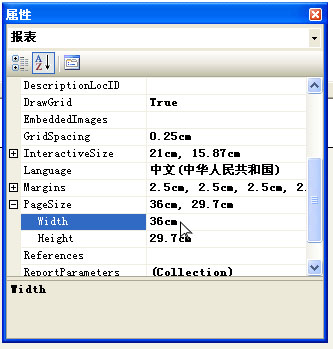 属性
报表
DescriptionLocID
DrawGrid True
EmbeddedImages
GridSpacing 0.25cm
InteractiveSize 21cm, 15.87cm
Language 中文(中华人民共和国)
Margins 2.5cm, 2.5cm, 2.5cm, 2.
PageSize 36cm, 29.7cm
Width 36cm
Height 29.7cm
References
ReportParameters (Collection)
Width